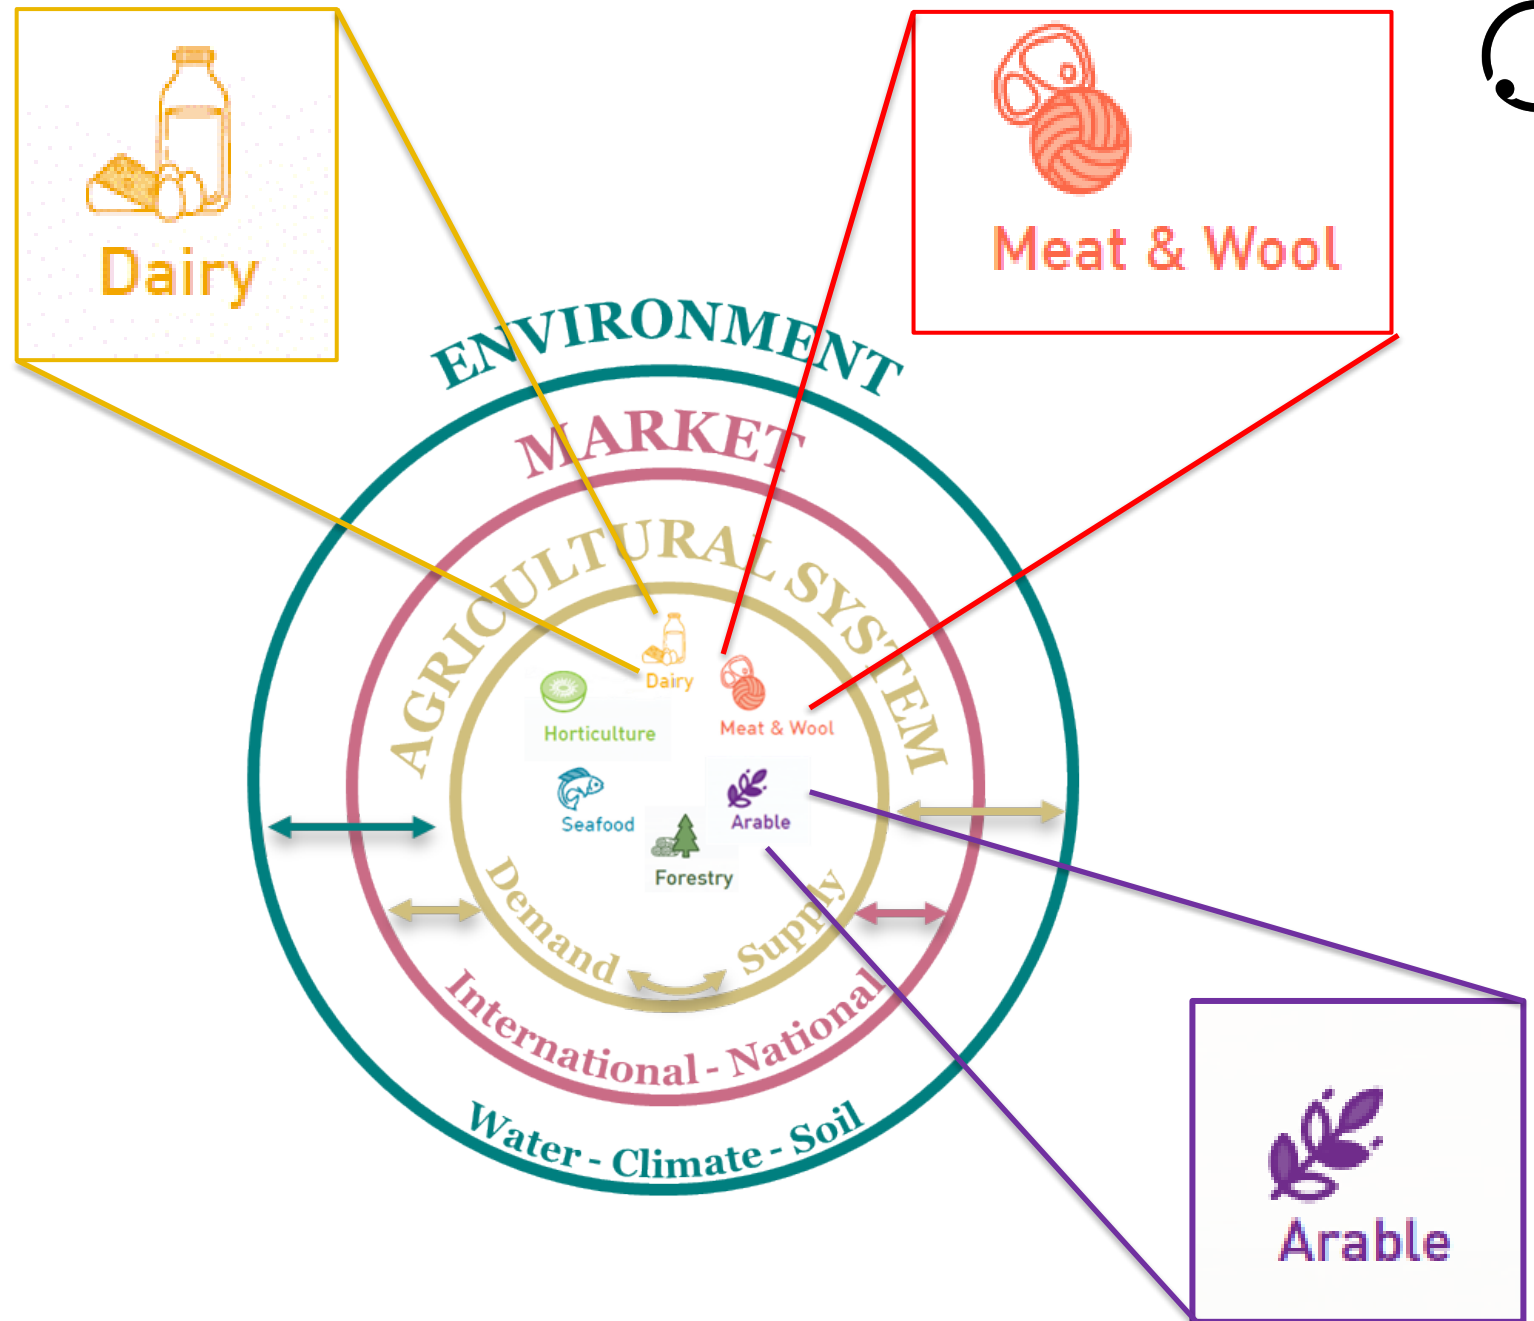 Dairy
Meat & Wool
ENVIRONMENT
MARKET
AGRICULTURAL SYSTEM
Dairy
Meat & Wool
Horticulture
Arable
Seafood
Forestry
Demand
Supply
International - National
Water - Climate - Soil
Arable